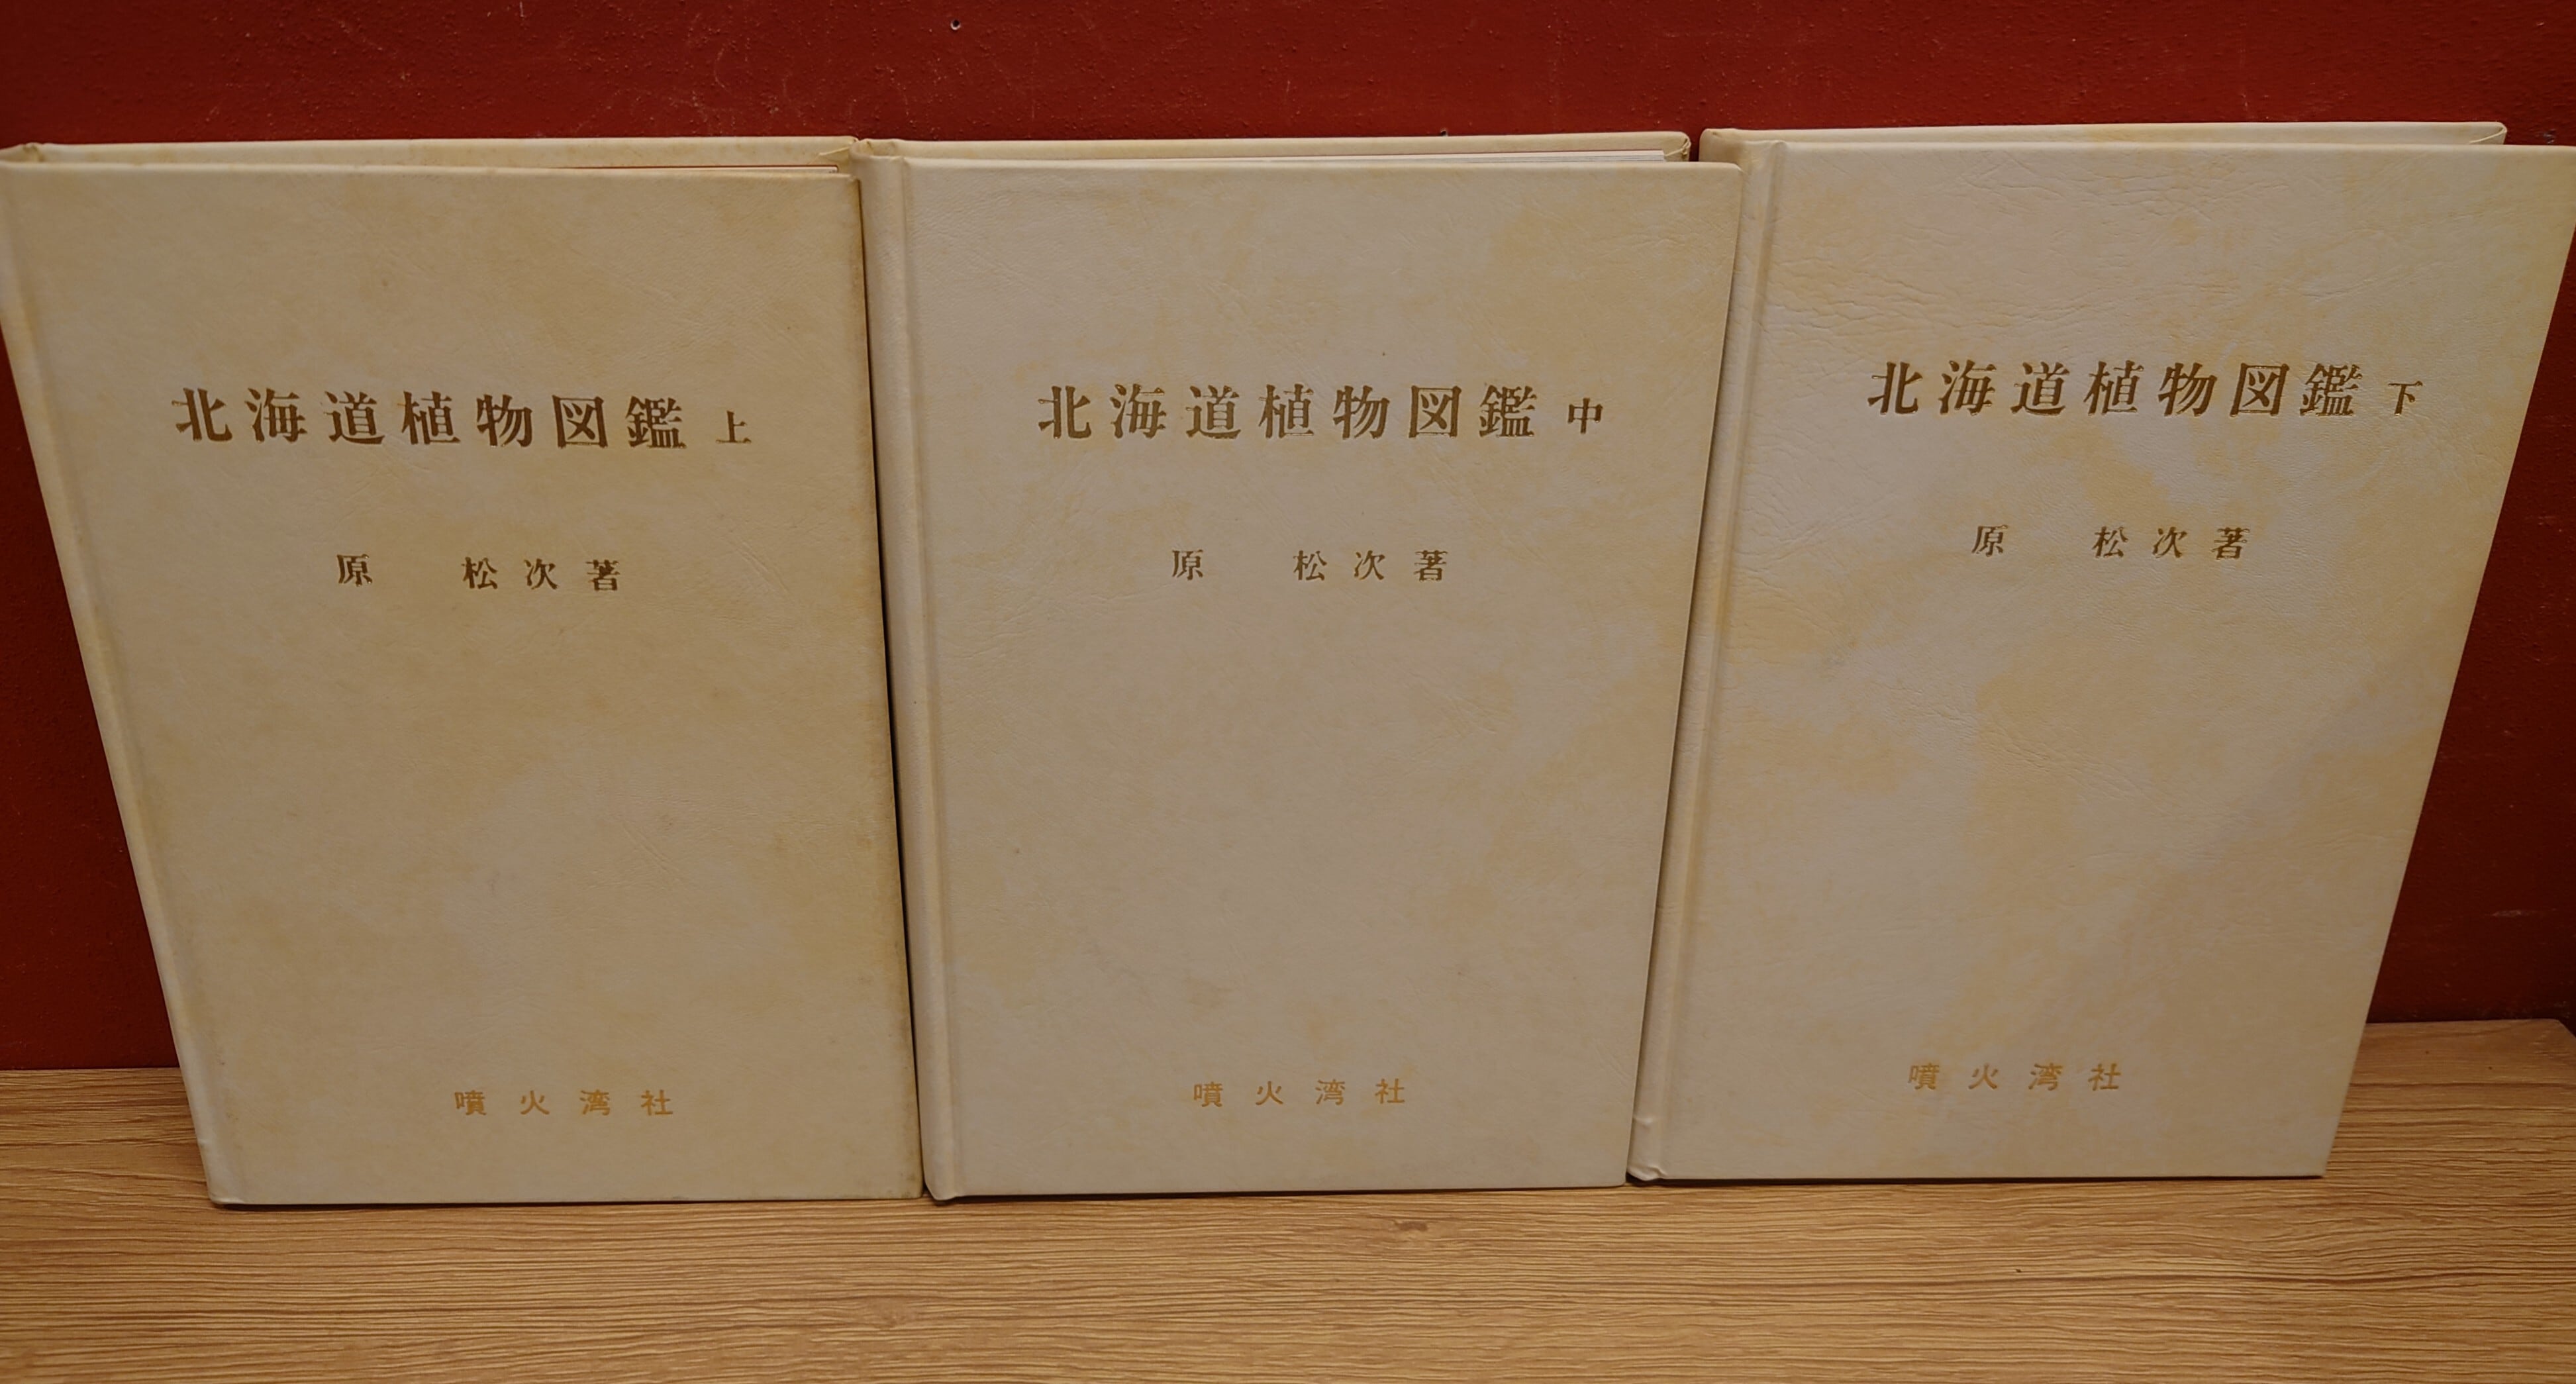 北海道植物図鑑 上
原 松次著
噴火湾社
北海道植物図鑑 中
原 松次著
噴火湾社
北海道植物図鑑 下
原 松次著
噴火湾社